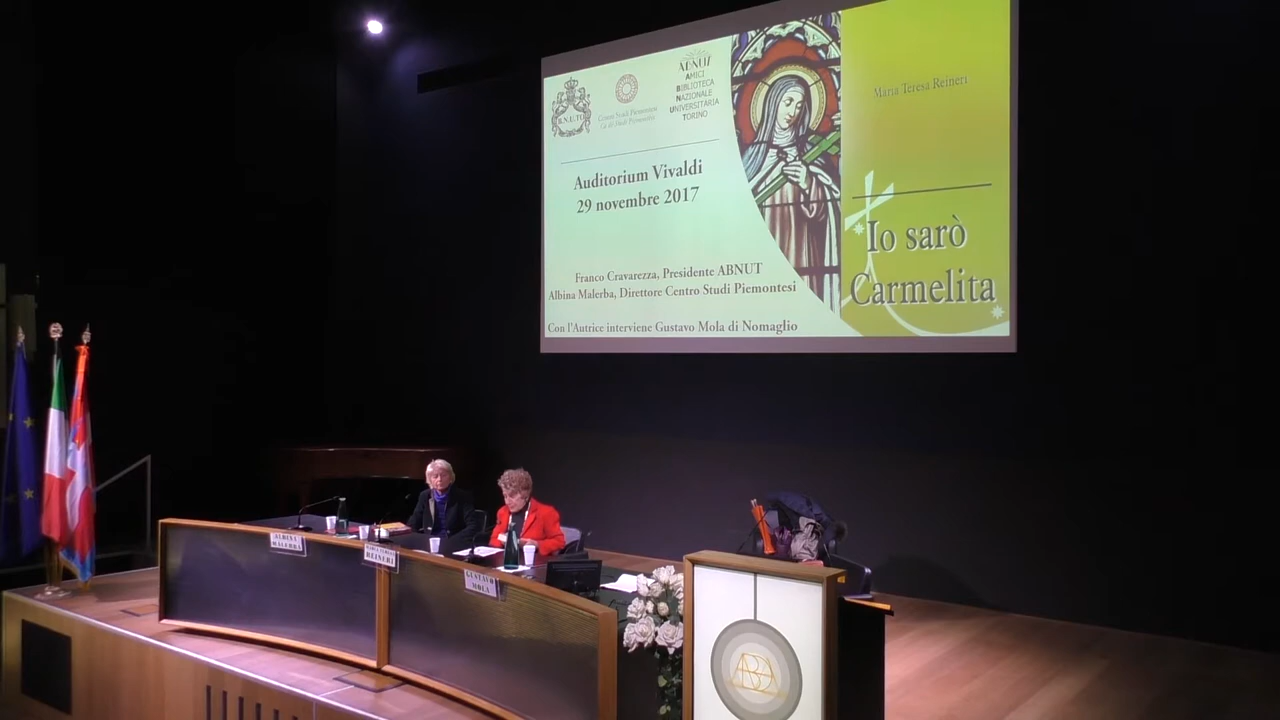 B.N.U.TO
Centro Studi Piemontesi
Ca dë Studi Piemontèis
ABNUT
AMICI
BIBLIOTECA
NAZIONALE
UNIVERSITARIA
TORINO
Auditorium Vivaldi
29 novembre 2017
Franco Cravarezza, Presidente ABNUT
Albina Malerba, Direttore Centro Studi Piemontesi
Con l'Autrice interviene Gustavo Mola di Nomaglio
Maria Teresa Reineri
Io sarò
Carmelita
ALBINA
MALERBA
MARIA TERESA
REINERI
GUSTAVO
MOLA